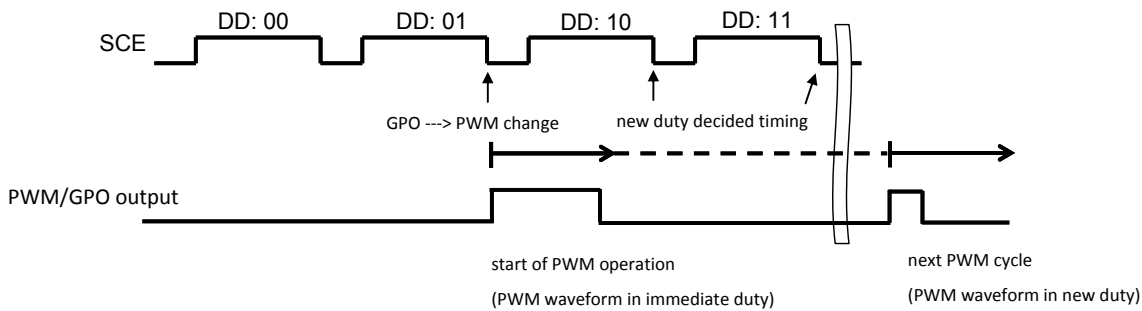 DD: 00 DD: 01 DD: 10 DD: 11
SCE
GPO ---> PWM change new duty decided timing
PWM/GPO output
start of PWM operation next PWM cycle
(PWM waveform in immediate duty) (PWM waveform in new duty)